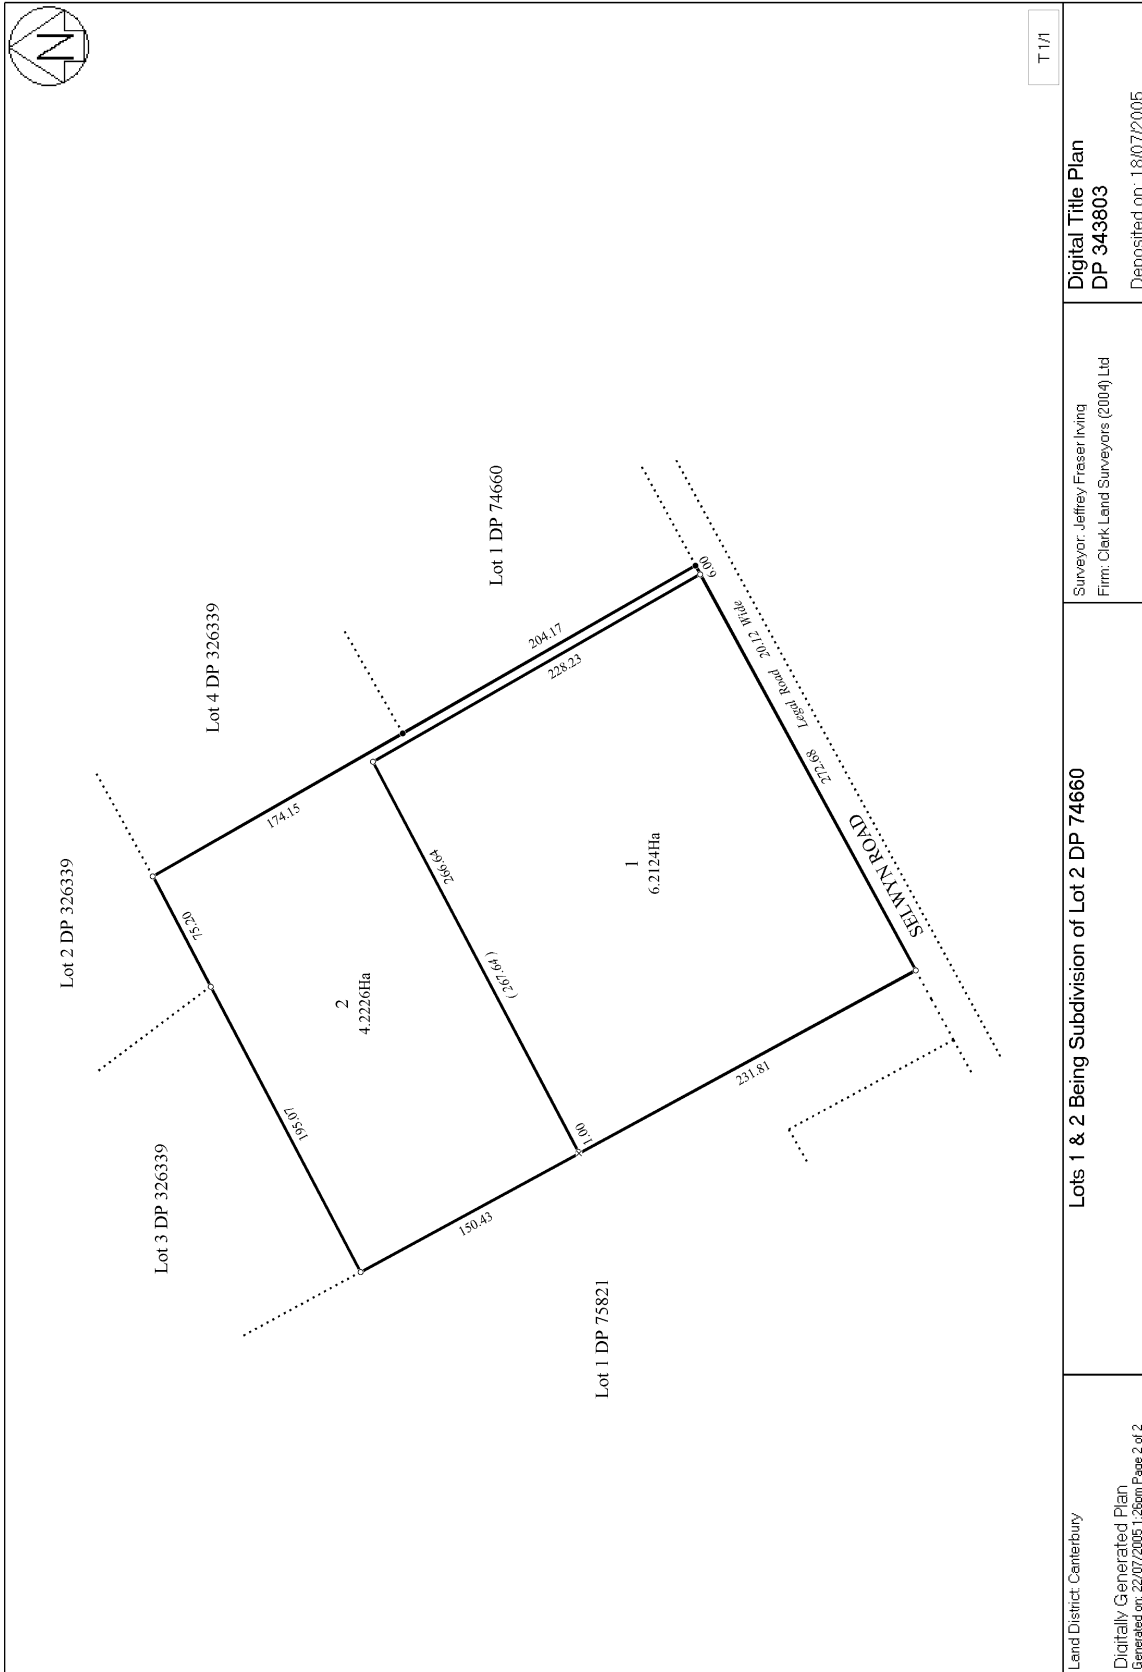 N
Lot 2 DP 326339
Lot 3 DP 326339
Lot 4 DP 326339
Lot 1 DP 74660
Lot 1 DP 75821
75.20
195.07
174.15
2
4.2226Ha
266.64
(267.64)
1.00
150.43
204.17
228.23
1
6.2124Ha
231.81
6.00
272.68 Legal Road 20.12 Wide
SELWYN ROAD
T 1/1
Land District: Canterbury
Digitally Generated Plan
Generated on: 22/07/2005 1:26pm Page 2 of 2
Lots 1 & 2 Being Subdivision of Lot 2 DP 74660
Surveyor: Jeffrey Fraser Irving
Firm: Clark Land Surveyors (2004) Ltd
Digital Title Plan
DP 343803
Deposited on: 18/07/2005